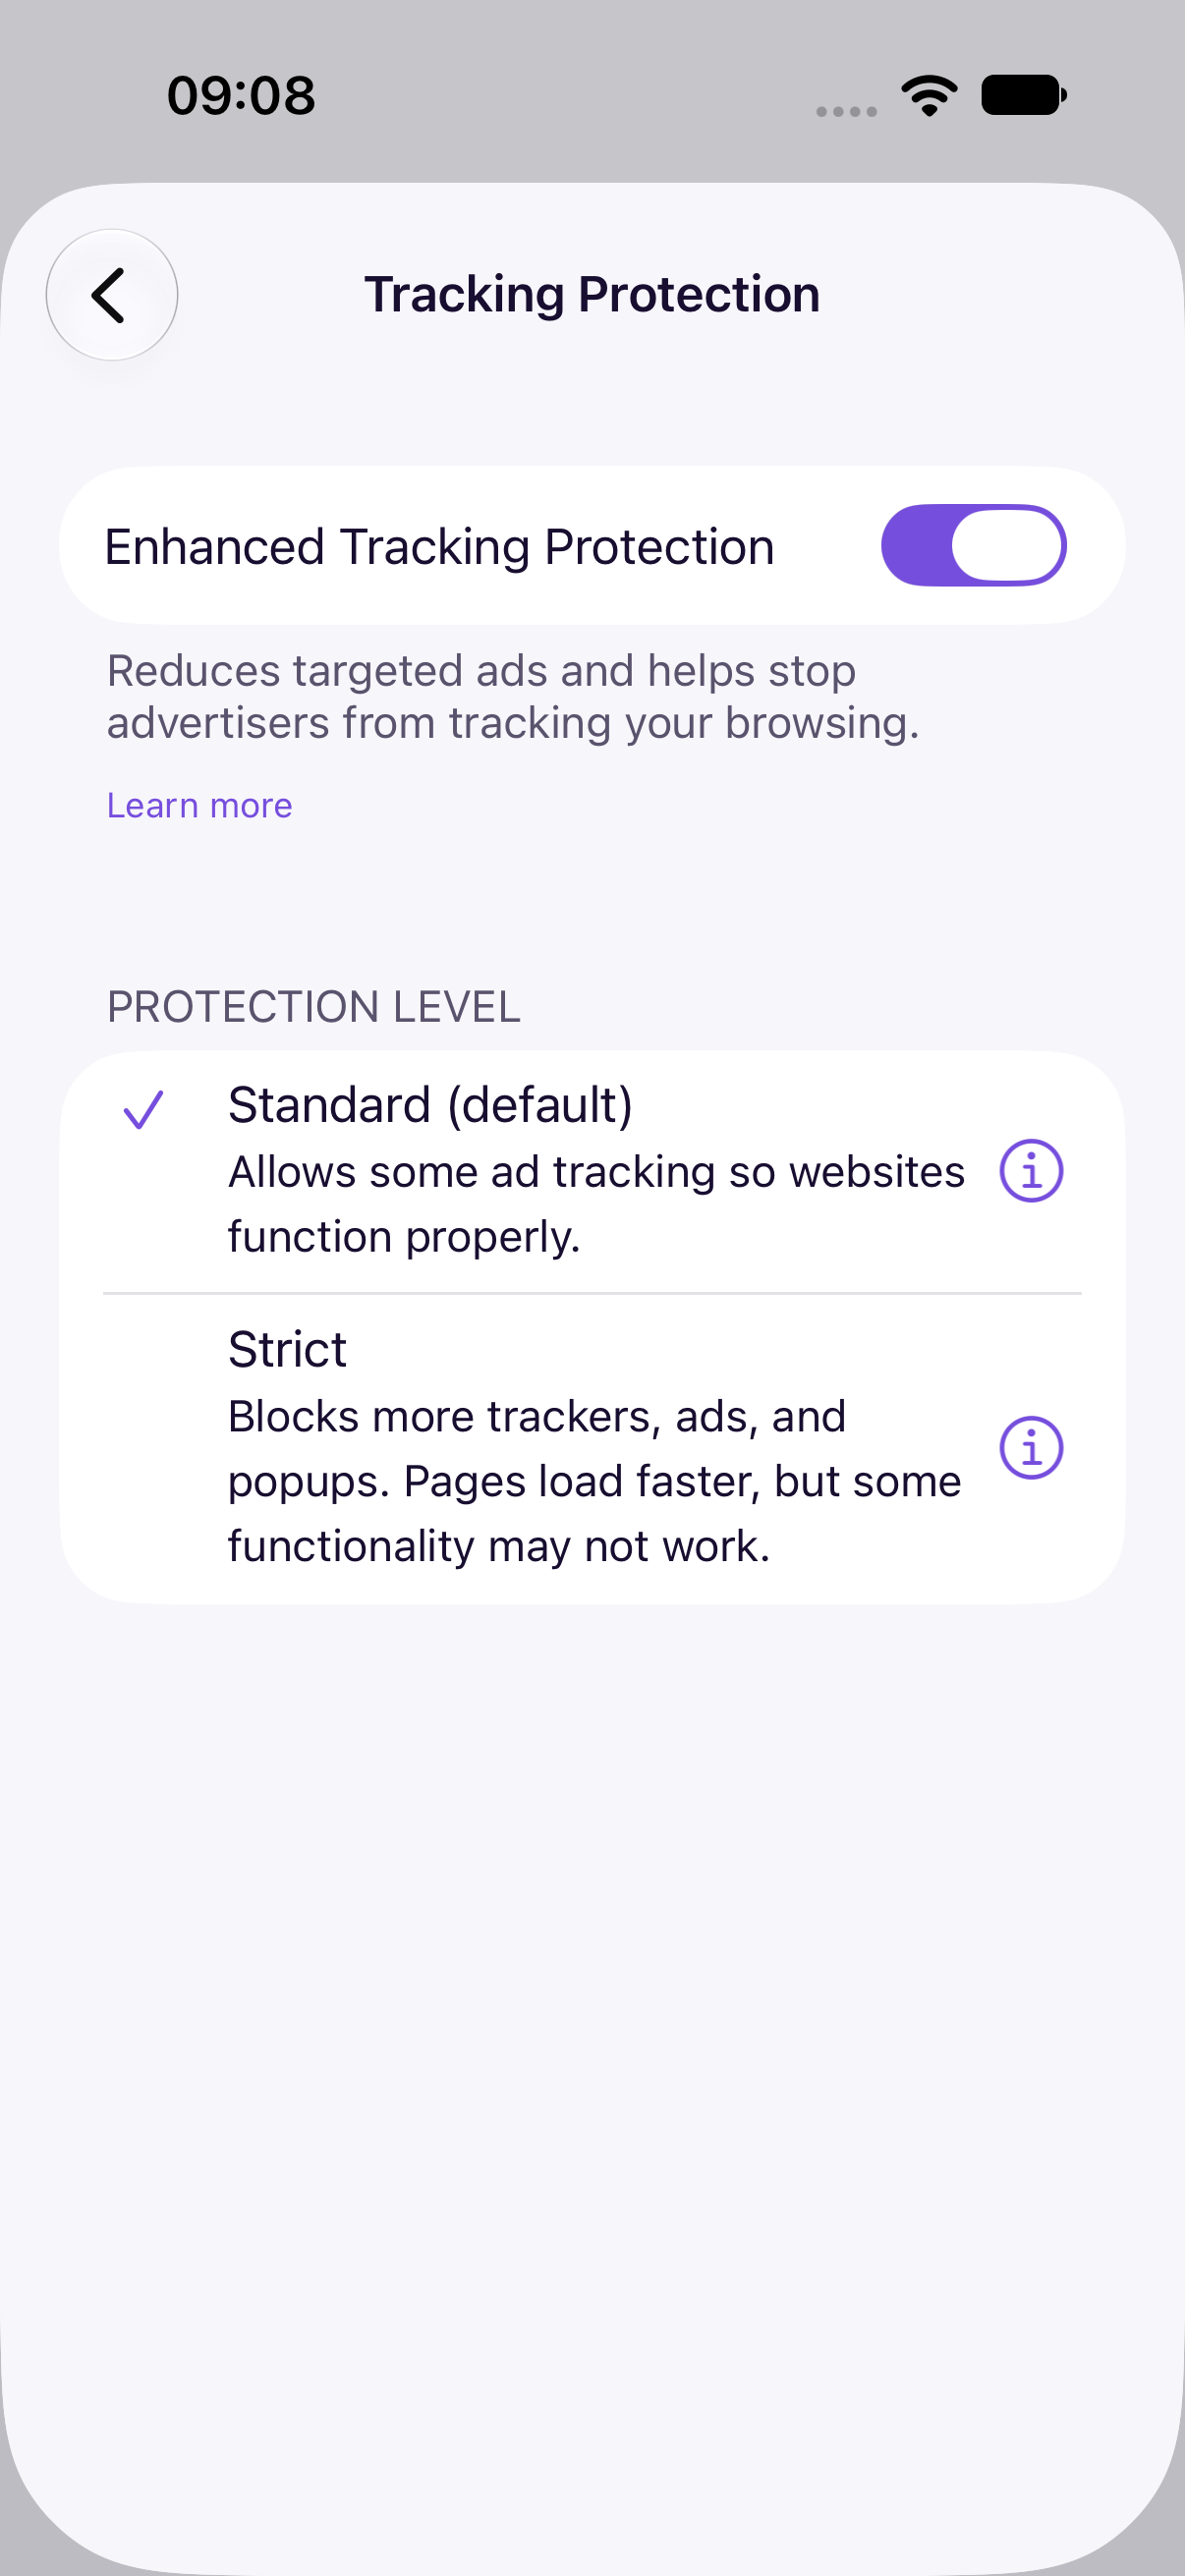 09:08
Tracking Protection
Enhanced Tracking Protection
Reduces targeted ads and helps stop
advertisers from tracking your browsing.
Learn more
PROTECTION LEVEL
Standard (default)
Allows some ad tracking so websites
function properly.
Strict
Blocks more trackers, ads, and
popups. Pages load faster, but some
functionality may not work.